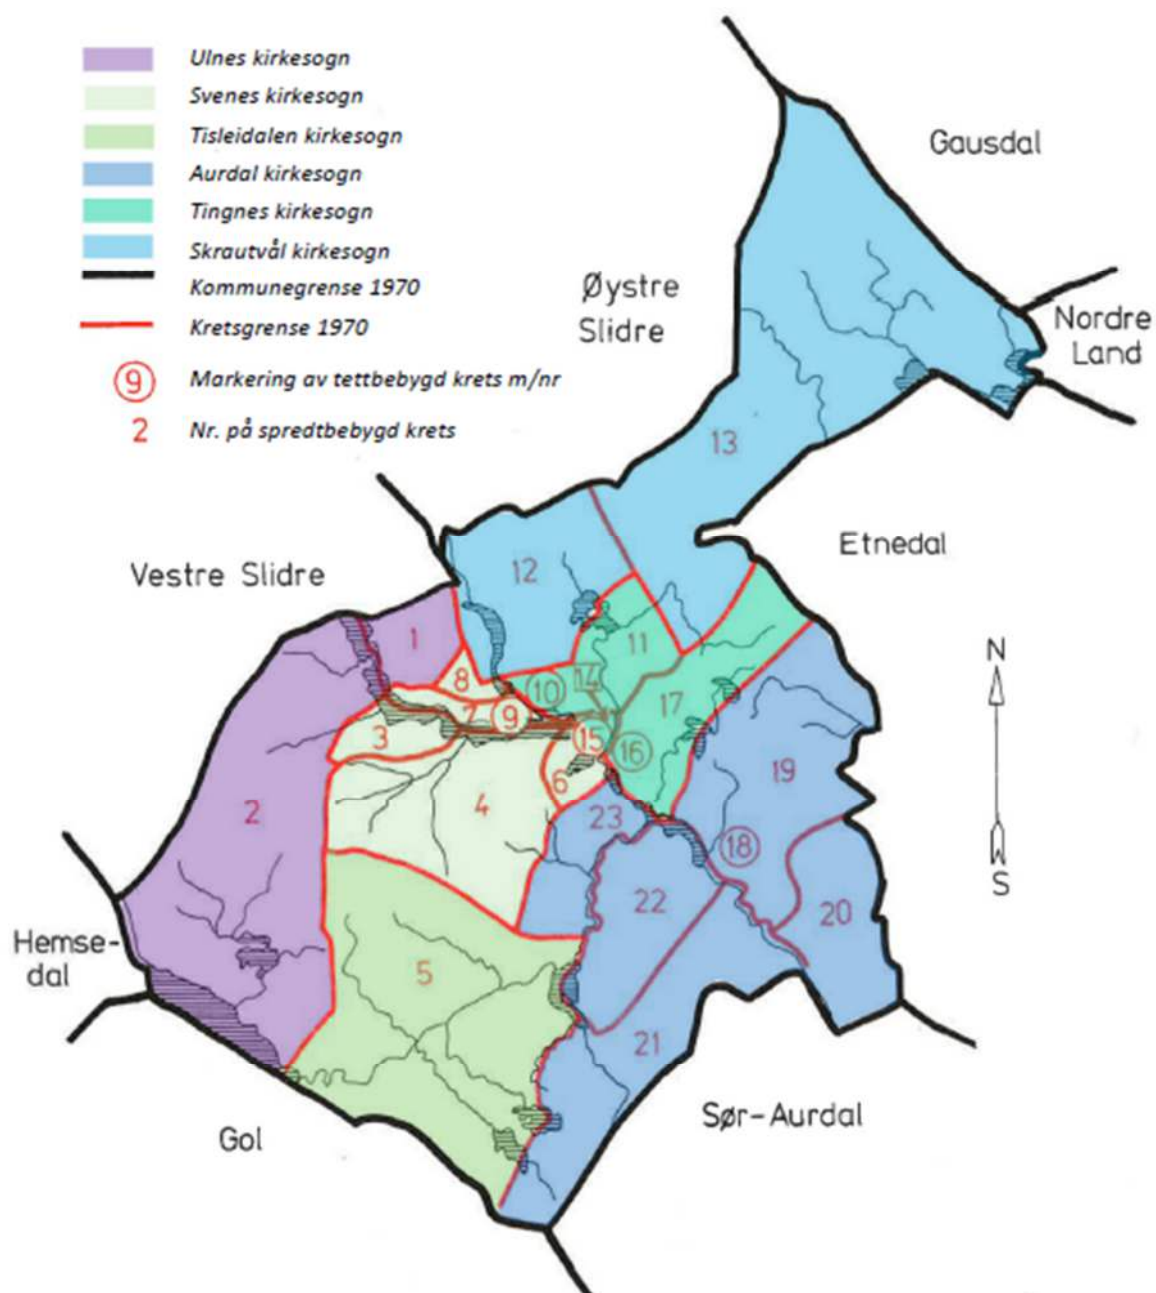 Ulnes kirkesogn
Svenes kirkesogn
Tisleidalen kirkesogn
Aurdal kirkesogn
Tingnes kirkesogn
Skrautvål kirkesogn
Kommunegrense 1970
Kretsgrense 1970
9 Markering av tettbebygd krets m/nr
2 Nr. på spredtbebygd krets
Gausdal
Øystre
Slidre
Nordre
Land
13
Etnedal
Vestre Slidre
12
1
11
8
10
14
17
7
9
3
15
16
6
4
2
19
23
18
22
20
5
21
N
S
Hemse-
dal
Gol
Sør-Aurdal